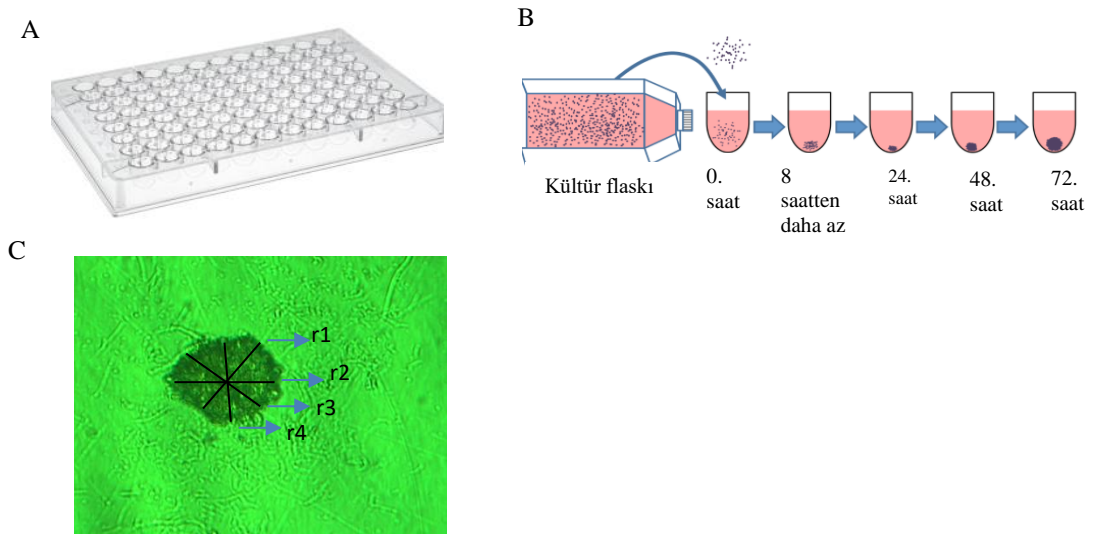 A
B
Kültür flaskı
0.
saat
8
saatten
daha az
24.
saat
48.
saat
72.
saat
C
r1
r2
r3
r4